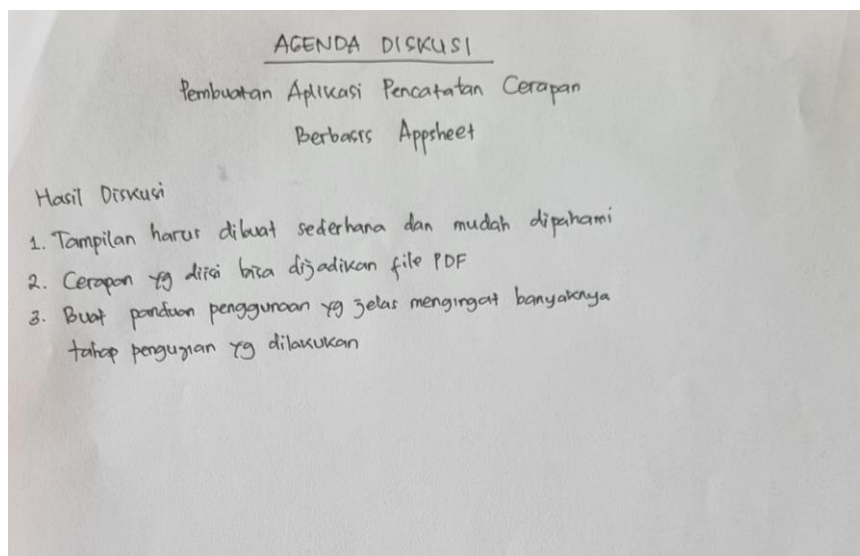 AGENDA DISKUSI
Pembuatan Aplikasi Pencatatan Cerapan
Berbasis Appsheet
Hasil Diskusi
1. Tampilan harus dibuat sederhana dan mudah dipahami
2. Cerapan yg diisi bisa dijadikan file PDF
3. Buat panduan penggunaan yg jelas mengingat banyaknya
tahap pengujian yg dilakukan